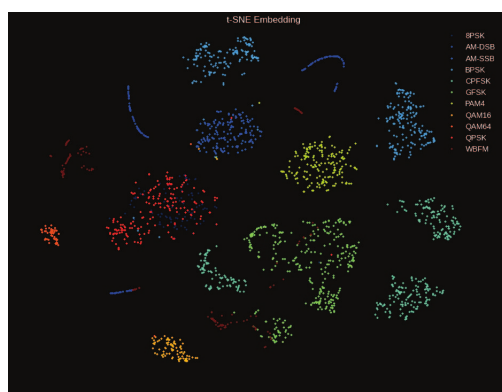 t-SNE Embedding
8PSK
AM-DSB
AM-SSB
BPSK
CPFSK
GFSK
PAM4
QAM16
QAM64
QPSK
WBFM